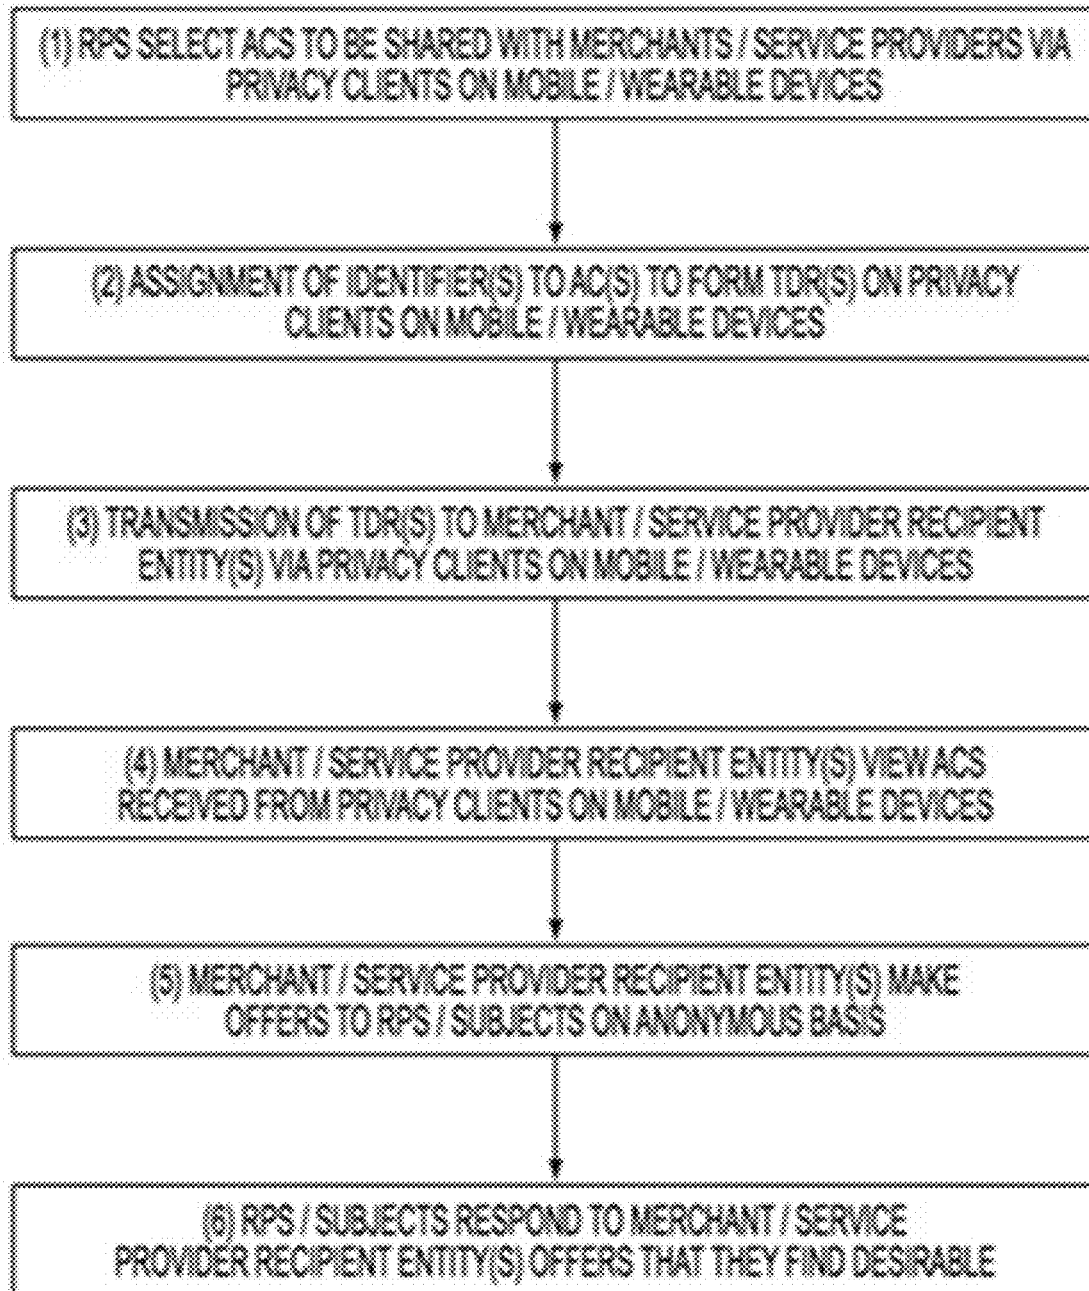 (1) RPS SELECT ACS TO BE SHARED WITH MERCHANTS / SERVICE PROVIDERS VIA
PRIVACY CLIENTS ON MOBILE / WEARABLE DEVICES
(2) ASSIGNMENT OF IDENTIFIER(S) TO AC(S) TO FORM TDR(S) ON PRIVACY
CLIENTS ON MOBILE / WEARABLE DEVICES
(3) TRANSMISSION OF TDR(S) TO MERCHANT / SERVICE PROVIDER RECIPIENT
ENTITY(S) VIA PRIVACY CLIENTS ON MOBILE / WEARABLE DEVICES
(4) MERCHANT / SERVICE PROVIDER RECIPIENT ENTITY(S) VIEW ACS
RECEIVED FROM PRIVACY CLIENTS ON MOBILE / WEARABLE DEVICES
(5) MERCHANT / SERVICE PROVIDER RECIPIENT ENTITY(S) MAKE
OFFERS TO RPS / SUBJECTS ON ANONYMOUS BASIS
(6) RPS / SUBJECTS RESPOND TO MERCHANT / SERVICE
PROVIDER RECIPIENT ENTITY(S) OFFERS THAT THEY FIND DESIRABLE